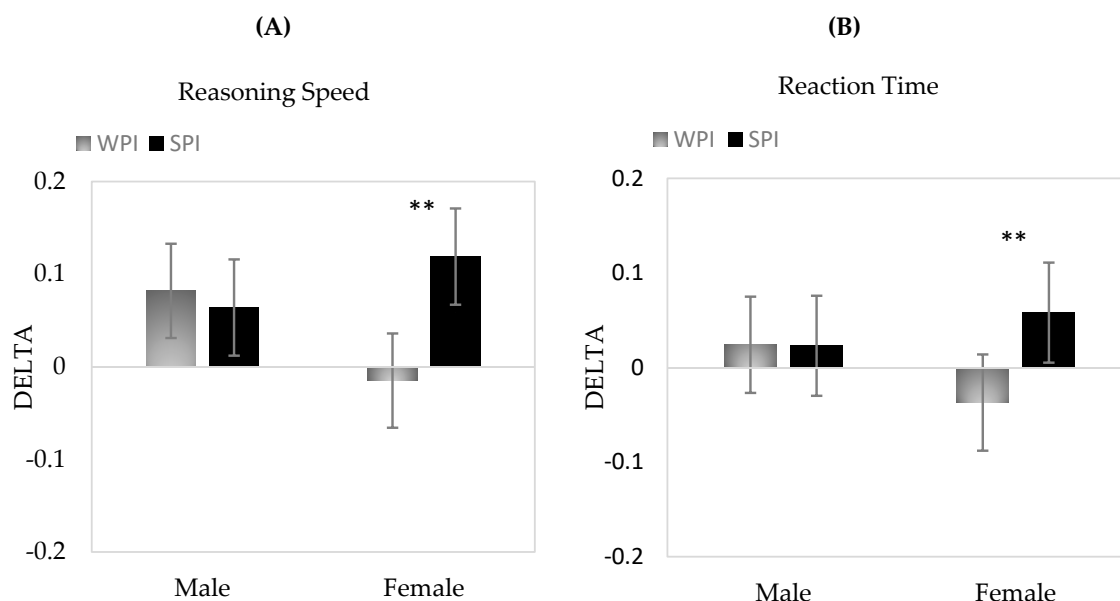 (A)
Reasoning Speed
WPI SPI
0.2
**
0.1
0
-0.1
-0.2
DELTA
Male Female
(B)
Reaction Time
WPI SPI
0.2
**
0.1
0
-0.1
-0.2
DELTA
Male Female